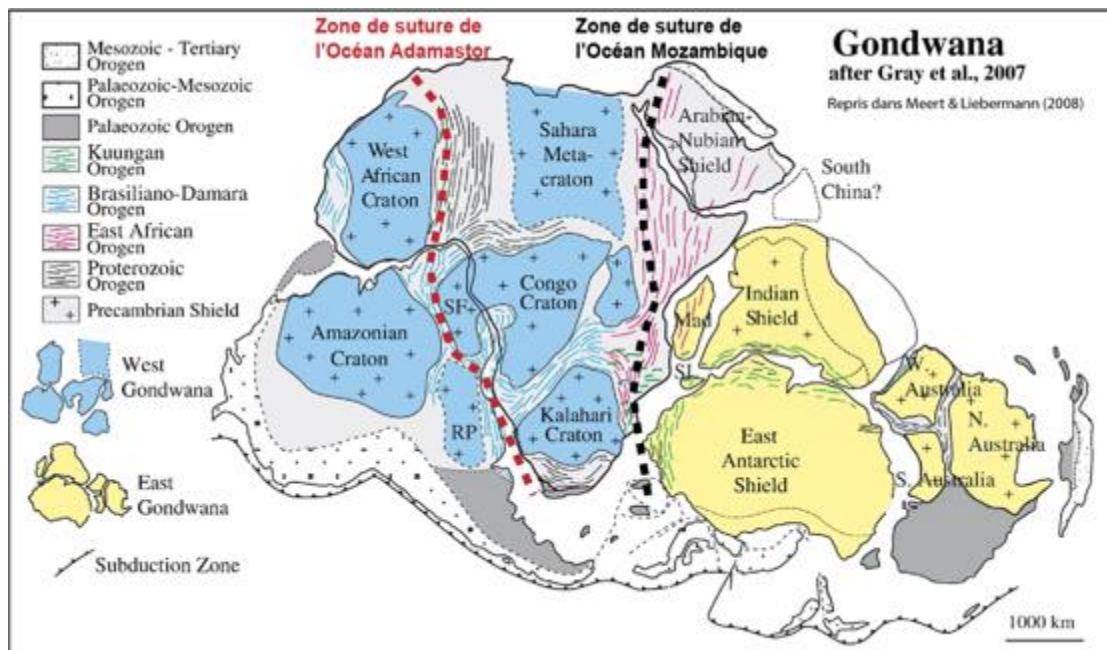 Zone de suture de
l'Océan Adamastor
Zone de suture de
l'Océan Mozambique
Gondwana
after Gray et al., 2007
Repris dans Meert & Liebermann (2008)
Mesozoic - Tertiary
Orogen
Palaeozoic-Mesozoic
Orogen
Palaeozoic Orogen
Kuungan
Orogen
Brasiliano-Damara
Orogen
East African
Orogen
Proterozoic
Orogen
Precambrian Shield
West
Gondwana
East
Gondwana
Subduction Zone
West
African
Craton
Sahara
Meta-
craton
Arabian-
Nubian
Shield
South
China?
Amazonian
Craton
SF
Congo
Craton
RP
Kalahari
Craton
Mad
SL
Indian
Shield
East
Antarctic
Shield
W.
Australia
N.
Australia
S. Australia
1000 km